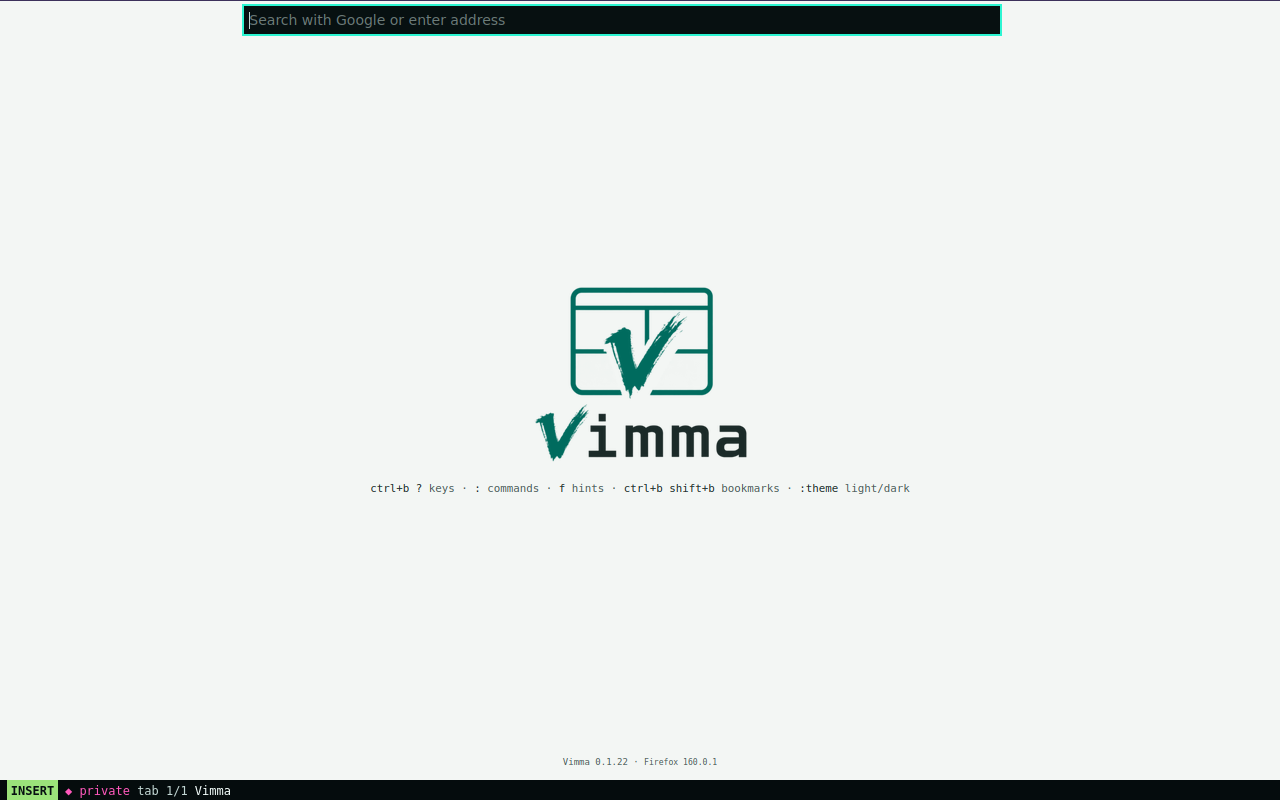 Search with Google or enter address
Vimma
ctrl+b ? keys · : commands · f hints · ctrl+b shift+b bookmarks · :theme light/dark
Vimma 0.1.22 · Firefox 160.0.1
INSERT ◆ private tab 1/1 Vimma